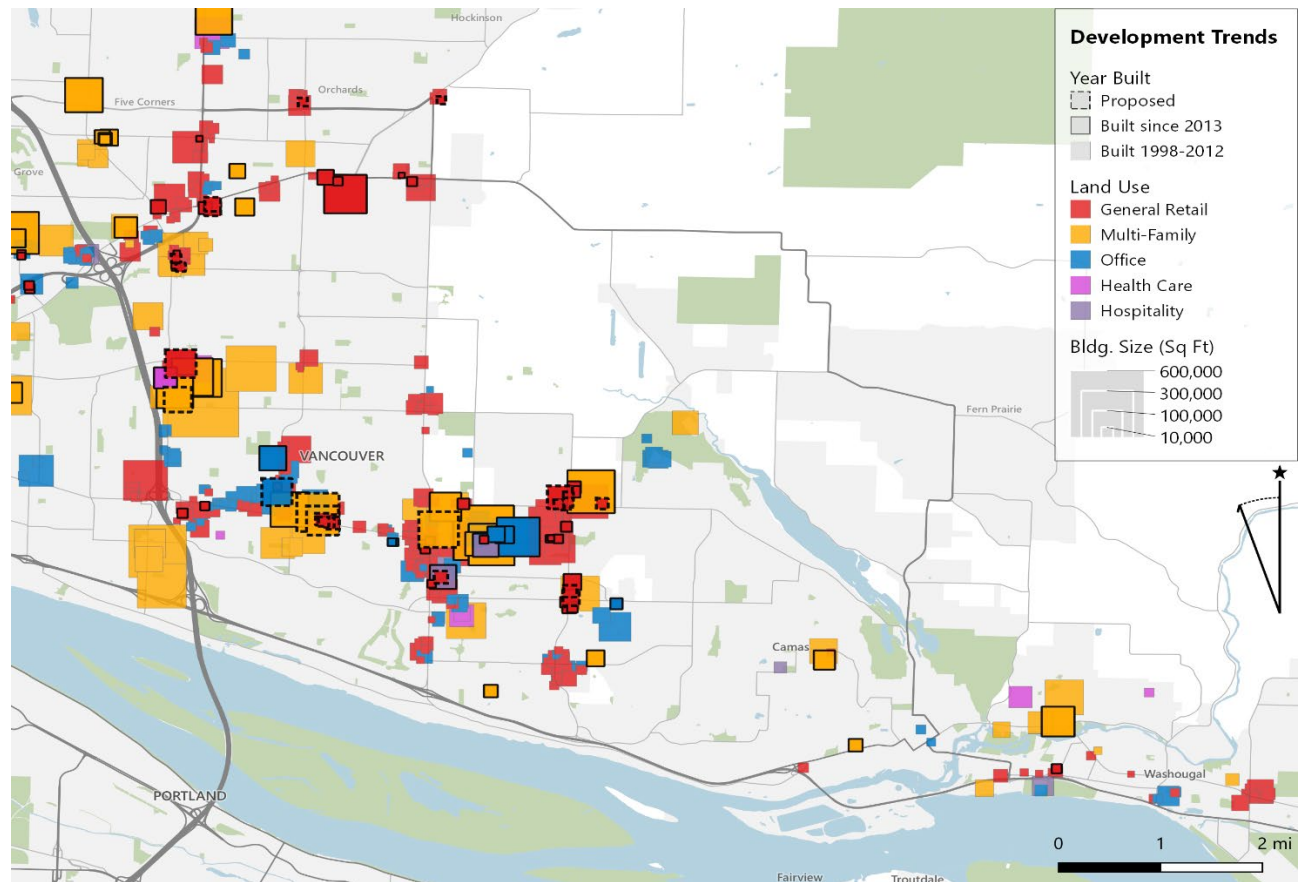 Hockinson
Orchards
Five Corners
Grove
VANCOUVER
Fern Prairie
Camas
Washougal
PORTLAND
Fairview
Troutdale
Development Trends
Year Built
Proposed
Built since 2013
Built 1998-2012
Land Use
General Retail
Multi-Family
Office
Health Care
Hospitality
Bldg. Size (Sq Ft)
600,000
300,000
100,000
10,000
0 1 2 mi